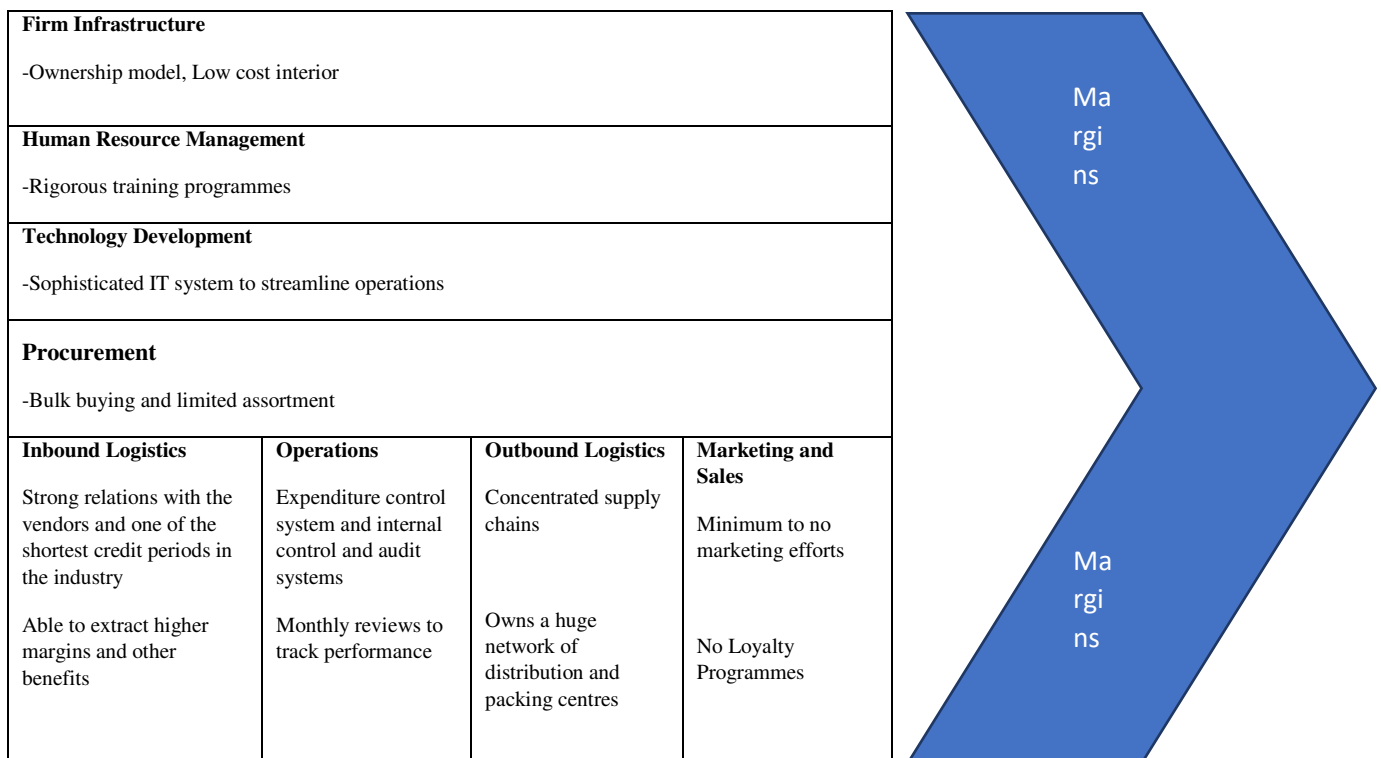 Firm Infrastructure
-Ownership model, Low cost interior
Human Resource Management
-Rigorous training programmes
Technology Development
-Sophisticated IT system to streamline operations
Procurement
-Bulk buying and limited assortment
Inbound Logistics
Strong relations with the
vendors and one of the
shortest credit periods in
the industry
Able to extract higher
margins and other
benefits
Operations
Expenditure control
system and internal
control and audit
systems
Monthly reviews to
track performance
Outbound Logistics
Concentrated supply
chains
Owns a huge
network of
distribution and
packing centres
Marketing and
Sales
Minimum to no
marketing efforts
No Loyalty
Programmes
Ma
rgi
ns
Ma
rgi
ns